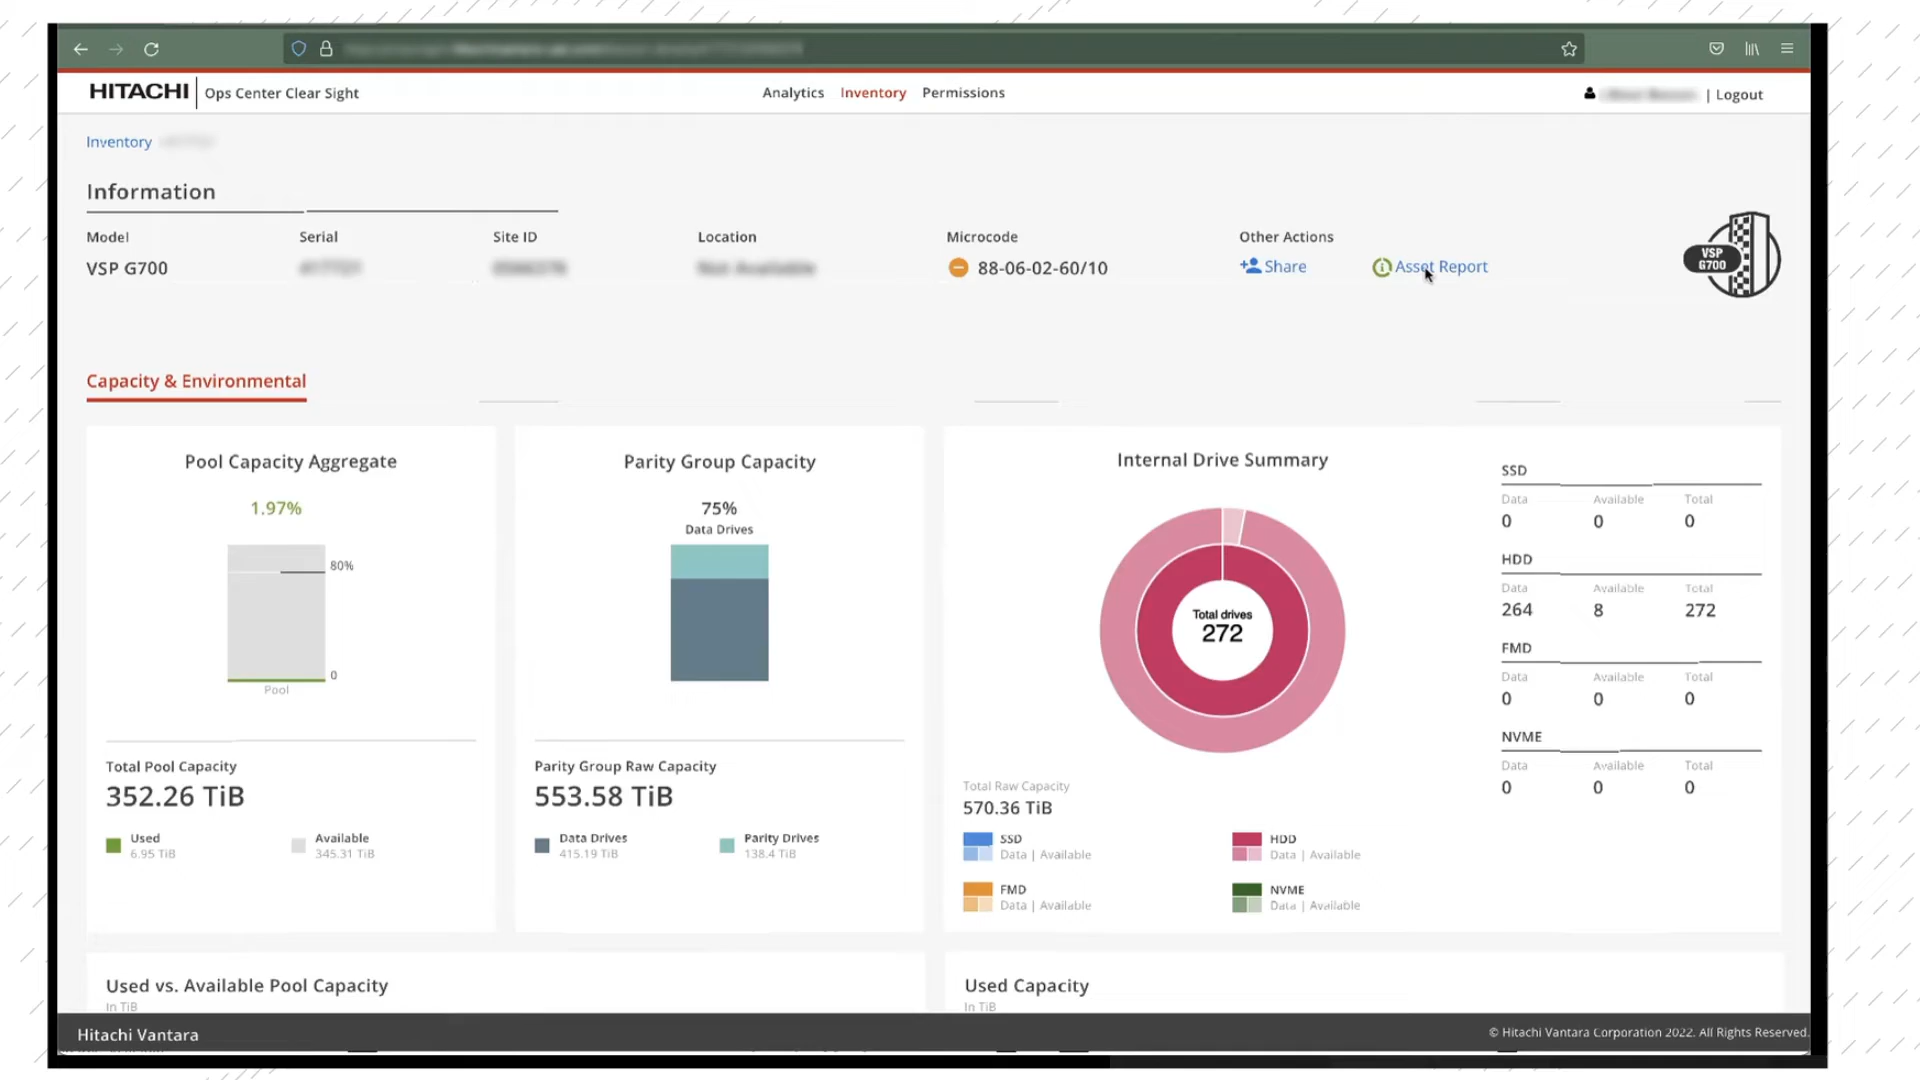 HITACHI Ops Center Clear Sight Analytics Inventory Permissions | Logout
Inventory
Information
Model Serial Site ID Location Microcode Other Actions
VSP G700 88-06-02-60/10 Share Asset Report
VSP
G700
Capacity & Environmental
Pool Capacity Aggregate
1.97%
80%
0
Pool
Total Pool Capacity
352.26 TiB
Used Available
6.95 TiB 345.31 TiB
Parity Group Capacity
75%
Data Drives
Parity Group Raw Capacity
553.58 TiB
Data Drives Parity Drives
415.19 TiB 138.4 TiB
Internal Drive Summary
Total drives
272
Total Raw Capacity
570.36 TiB
SSD HDD
Data | Available Data | Available
FMD NVME
Data | Available Data | Available
SSD
Data Available Total
0 0 0
HDD
Data Available Total
264 8 272
FMD
Data Available Total
0 0 0
NVME
Data Available Total
0 0 0
Used vs. Available Pool Capacity
In TiB
Used Capacity
In TiB
Hitachi Vantara © Hitachi Vantara Corporation 2022. All Rights Reserved.